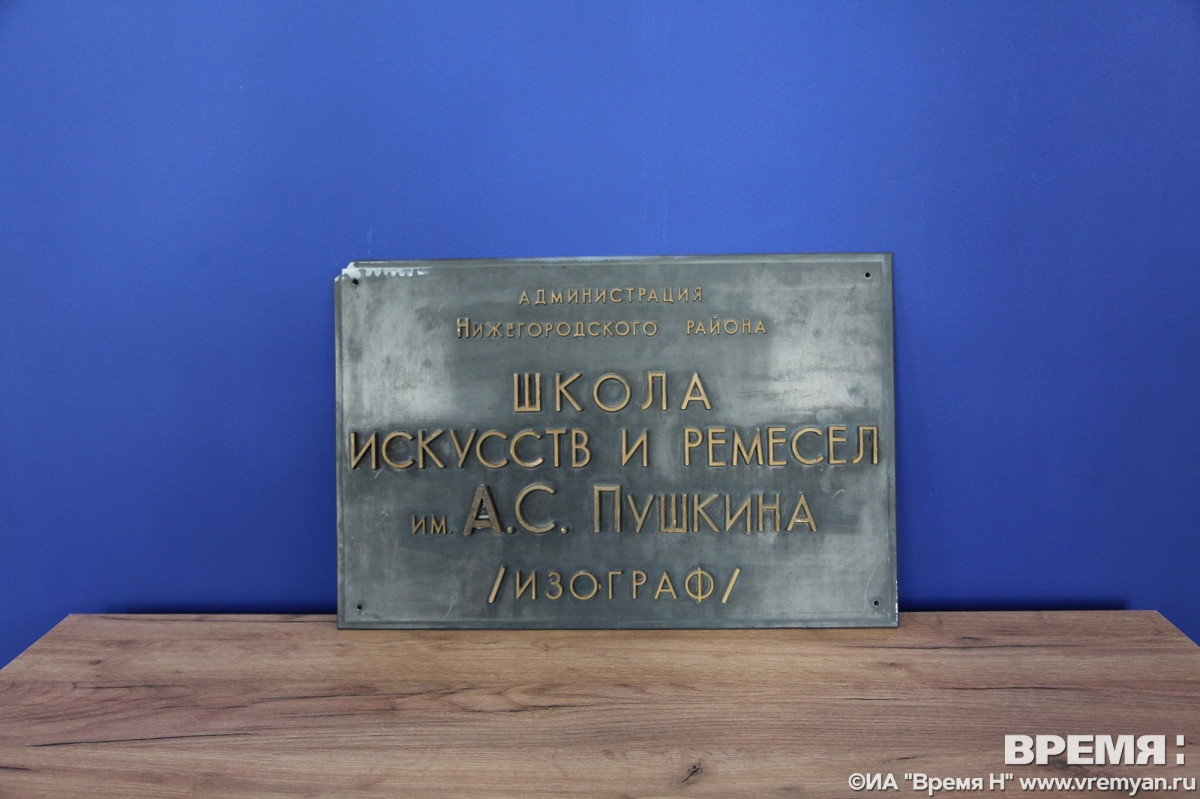 АДМИНИСТРАЦИЯ
НИЖЕГОРОДСКОГО РАЙОНА
ШКОЛА
ИСКУССТВ И РЕМЕСЕЛ
ИМ. А.С. ПУШКИНА
/ИЗОГРАФ/
ВРЕМЯ:
©ИА "Время Н" www.vremyan.ru